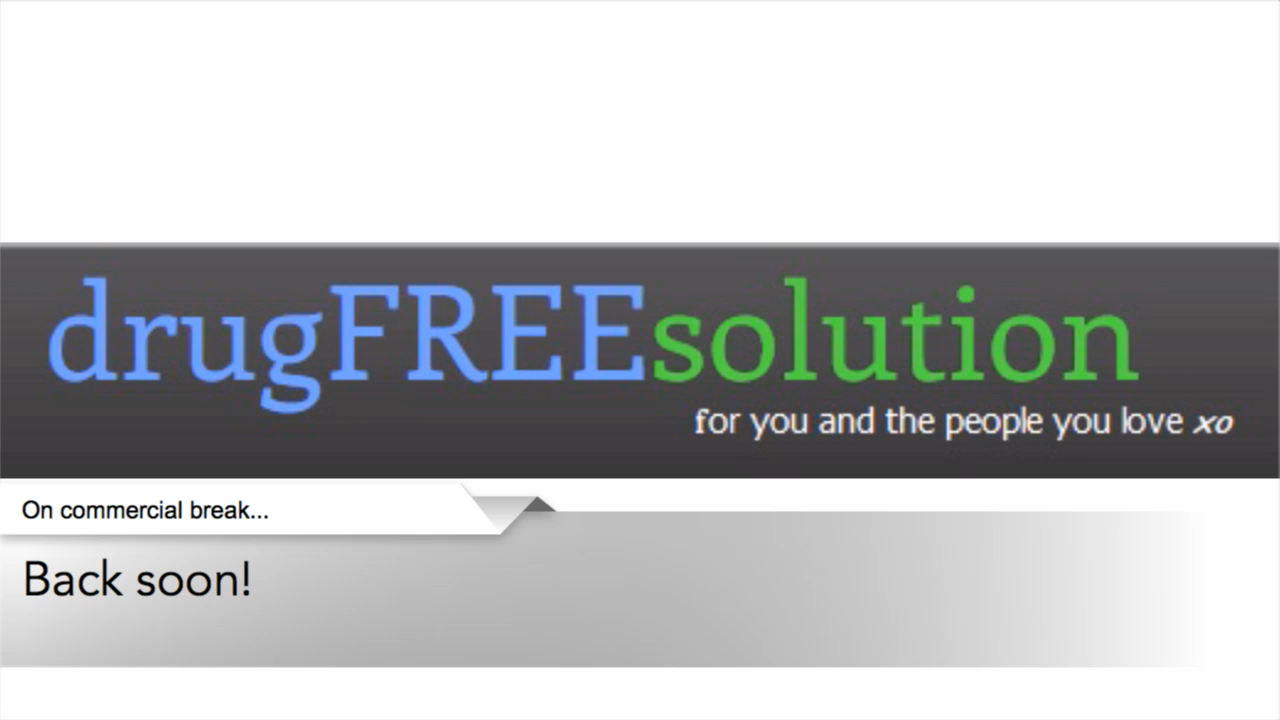 drugFREEsolution
for you and the people you love xo
On commercial break...
Back soon!